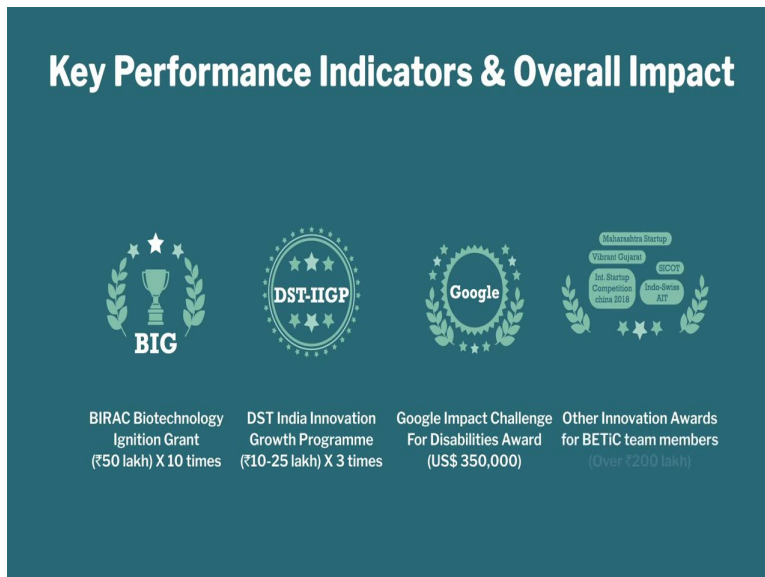 Key Performance Indicators & Overall Impact
BIG
DST-IIGP
Google
Maharashtra Startup
Vibrant Gujarat
SICOT
Int. Startup
Competition
china 2018
Indo-Swiss
AIT
BIRAC Biotechnology
Ignition Grant
(₹50 lakh) X 10 times
DST India Innovation
Growth Programme
(₹10-25 lakh) X 3 times
Google Impact Challenge
For Disabilities Award
(US$ 350,000)
Other Innovation Awards
for BETiC team members
(Over ₹200 lakh)